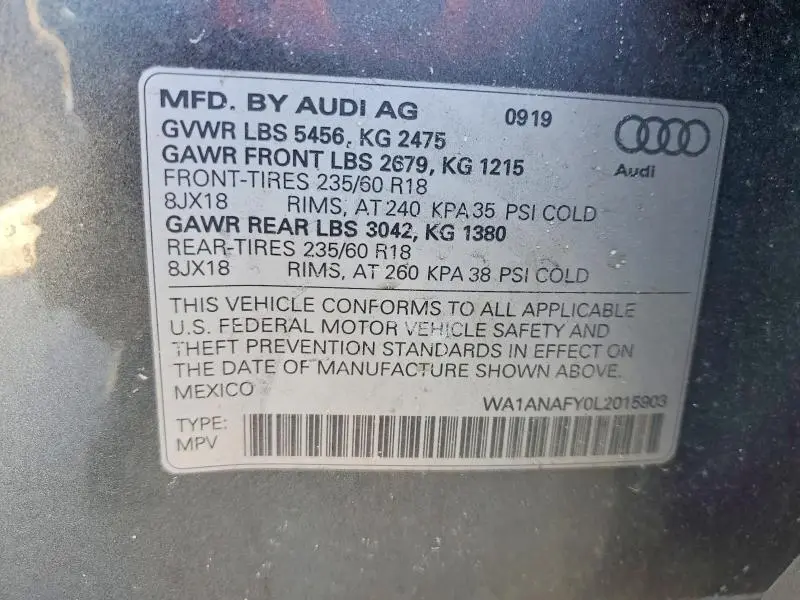 MFD. BY AUDI AG 0919
GVWR LBS 5456, KG 2475
GAWR FRONT LBS 2679, KG 1215
FRONT-TIRES 235/60 R18
8JX18 RIMS, AT 240 KPA 35 PSI COLD
GAWR REAR LBS 3042, KG 1380
REAR-TIRES 235/60 R18
8JX18 RIMS, AT 260 KPA 38 PSI COLD
Audi
THIS VEHICLE CONFORMS TO ALL APPLICABLE
U.S. FEDERAL MOTOR VEHICLE SAFETY AND
THEFT PREVENTION STANDARDS IN EFFECT ON
THE DATE OF MANUFACTURE SHOWN ABOVE.
MEXICO
WA1ANAFY0L2015903
TYPE:
MPV